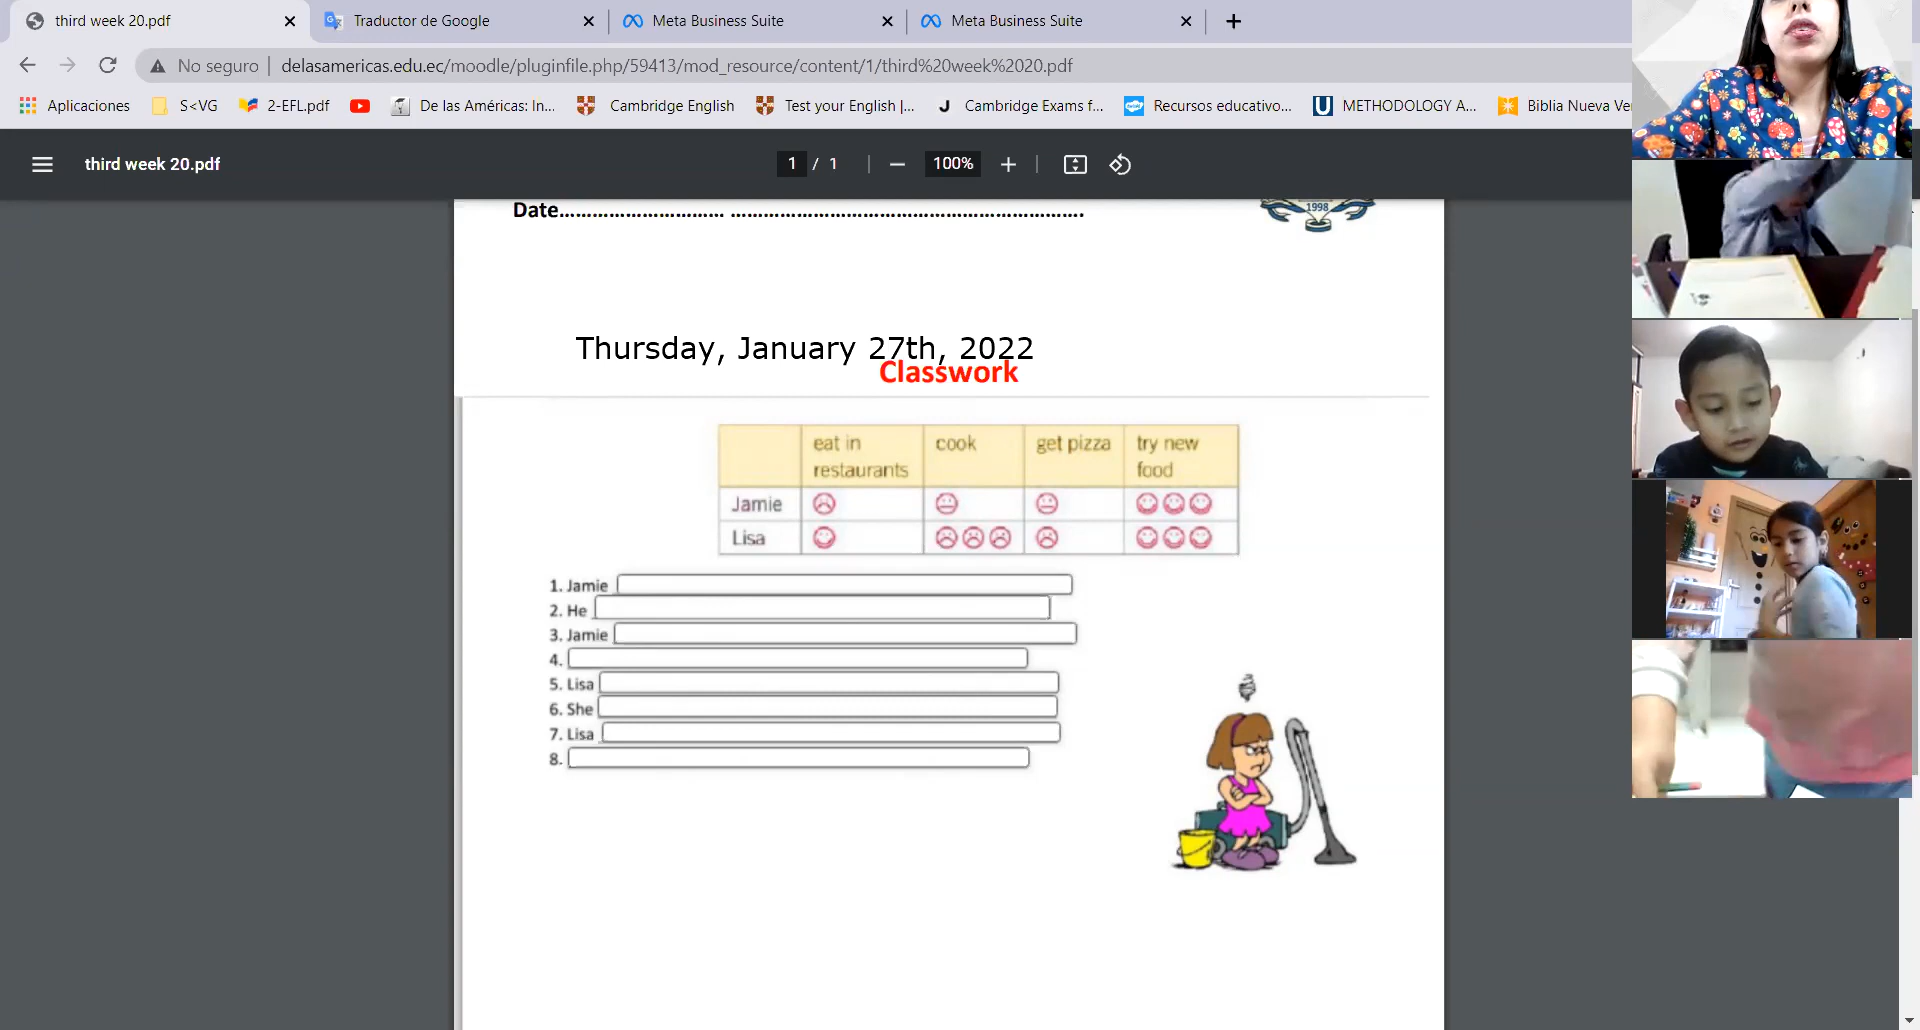 third week 20.pdf
Traductor de Google
Meta Business Suite
Meta Business Suite
No seguro | delasamericas.edu.ec/moodle/pluginfile.php/59413/mod_resource/content/1/third%20week%2020.pdf
Aplicaciones S<VG 2-EFL.pdf De las Américas: In... Cambridge English Test your English |... J Cambridge Exams f... Recursos educativo... U METHODOLOGY A... Biblia Nueva Ve
third week 20.pdf
1 / 1 100%
Date.................................................................................
1998
Thursday, January 27th, 2022
Classwork
eat in restaurants cook get pizza try new food
Jamie
Lisa
1. Jamie
2. He
3. Jamie
4.
5. Lisa
6. She
7. Lisa
8.